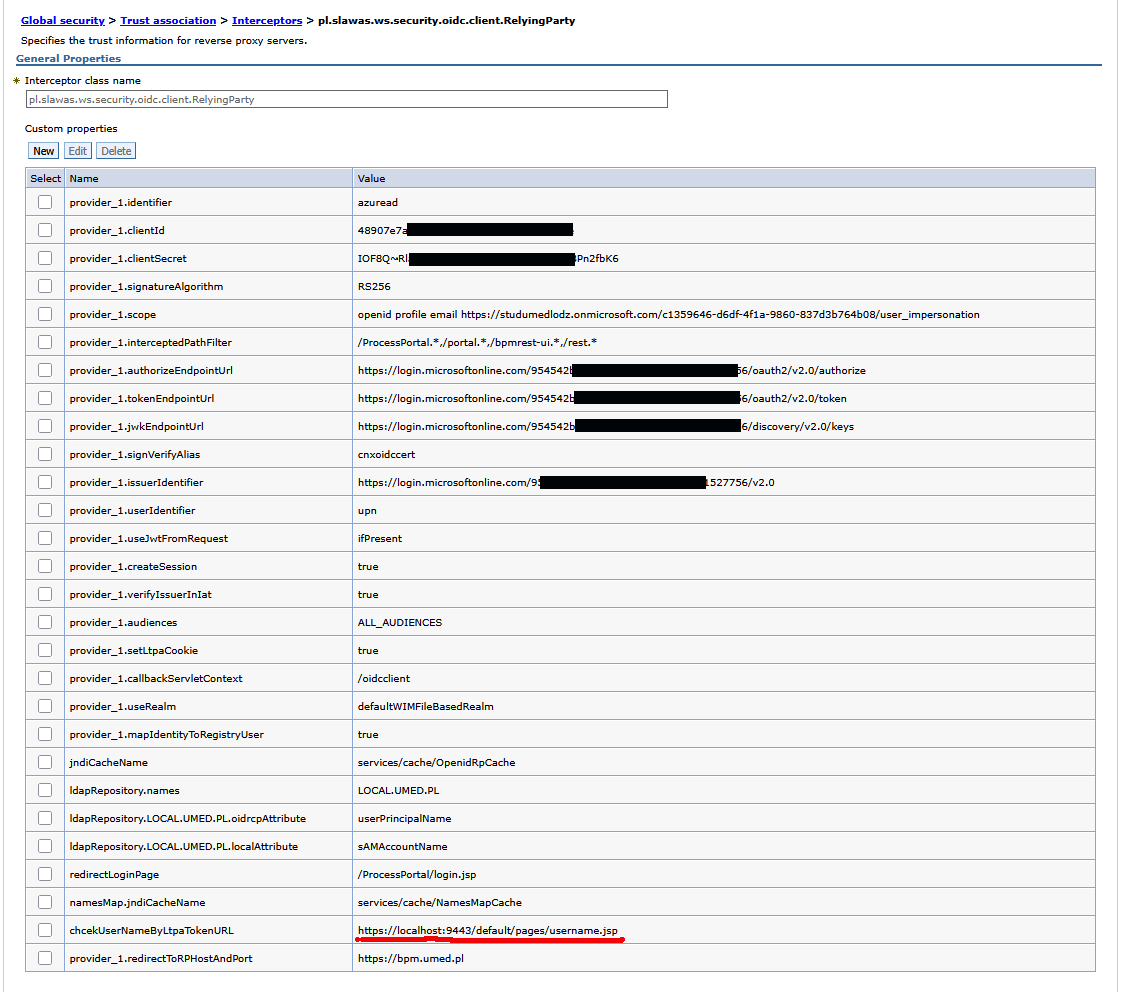 Global security > Trust association > Interceptors > pl.slawas.ws.security.oidc.client.RelyingParty
Specifies the trust information for reverse proxy servers.
General Properties
* Interceptor class name
pl.slawas.ws.security.oidc.client.RelyingParty
Custom properties
New Edit Delete
Select Name Value
provider_1.identifier azuread
provider_1.clientId 48907e7a
provider_1.clientSecret IOF8Q~Rl Pn2fbK6
provider_1.signatureAlgorithm RS256
provider_1.scope openid profile email https://studumedlodz.onmicrosoft.com/c1359646-d6df-4f1a-9860-837d3b764b08/user_impersonation
provider_1.interceptedPathFilter /ProcessPortal.*,/portal.*,/bpmrest-ui.*,/rest.*
provider_1.authorizeEndpointUrl https://login.microsoftonline.com/954542b 56/oauth2/v2.0/authorize
provider_1.tokenEndpointUrl https://login.microsoftonline.com/954542b 56/oauth2/v2.0/token
provider_1.jwkEndpointUrl https://login.microsoftonline.com/954542b 6/discovery/v2.0/keys
provider_1.signVerifyAlias cnxoidccert
provider_1.issuerIdentifier https://login.microsoftonline.com/95 1527756/v2.0
provider_1.userIdentifier upn
provider_1.useJwtFromRequest ifPresent
provider_1.createSession true
provider_1.verifyIssuerInIat true
provider_1.audiences ALL_AUDIENCES
provider_1.setLtpaCookie true
provider_1.callbackServletContext /oidcclient
provider_1.useRealm defaultWIMFileBasedRealm
provider_1.mapIdentityToRegistryUser true
jndiCacheName services/cache/OpenidRpCache
ldapRepository.names LOCAL.UMED.PL
ldapRepository.LOCAL.UMED.PL.oidrcpAttribute userPrincipalName
ldapRepository.LOCAL.UMED.PL.localAttribute sAMAccountName
redirectLoginPage /ProcessPortal/login.jsp
namesMap.jndiCacheName services/cache/NamesMapCache
chcekUserNameByLtpaTokenURL https://localhost:9443/default/pages/username.jsp
provider_1.redirectToRPHostAndPort https://bpm.umed.pl